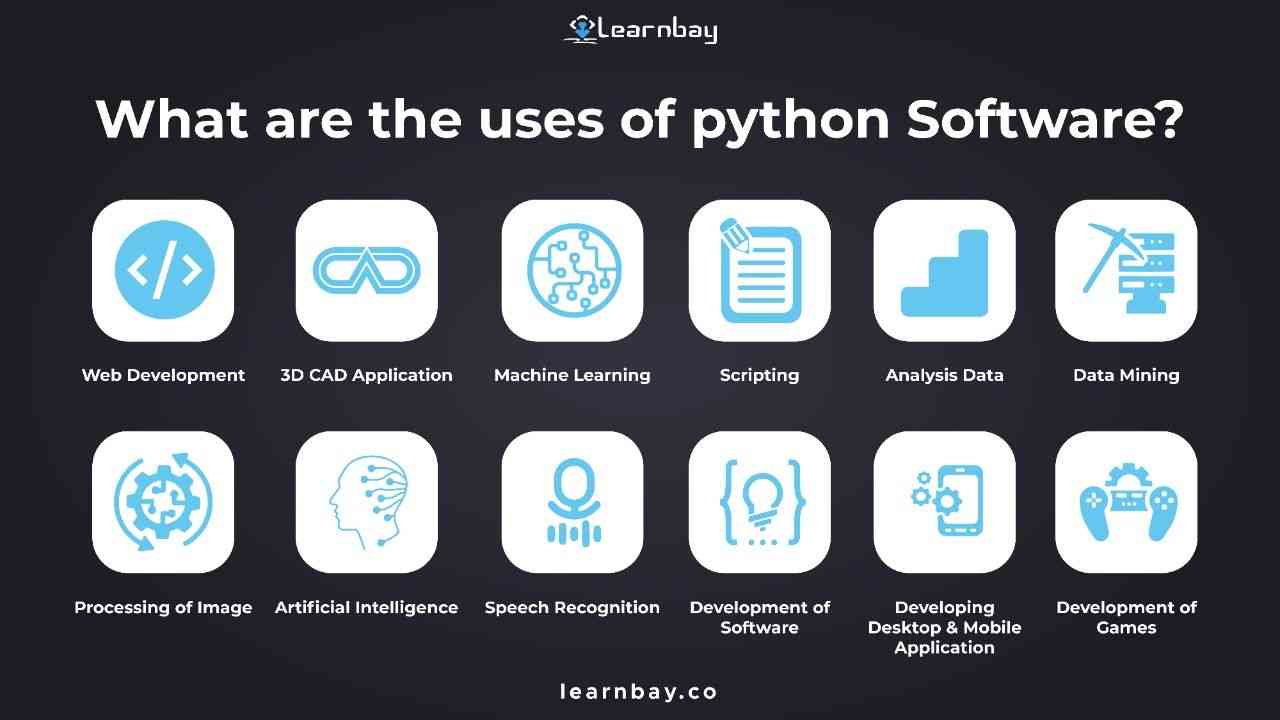 Learnbay
What are the uses of python Software?
Web Development
3D CAD Application
Machine Learning
Scripting
Analysis Data
Data Mining
Processing of Image
Artificial Intelligence
Speech Recognition
Development of
Software
Developing
Desktop & Mobile
Application
Development of
Games
learnbay.co